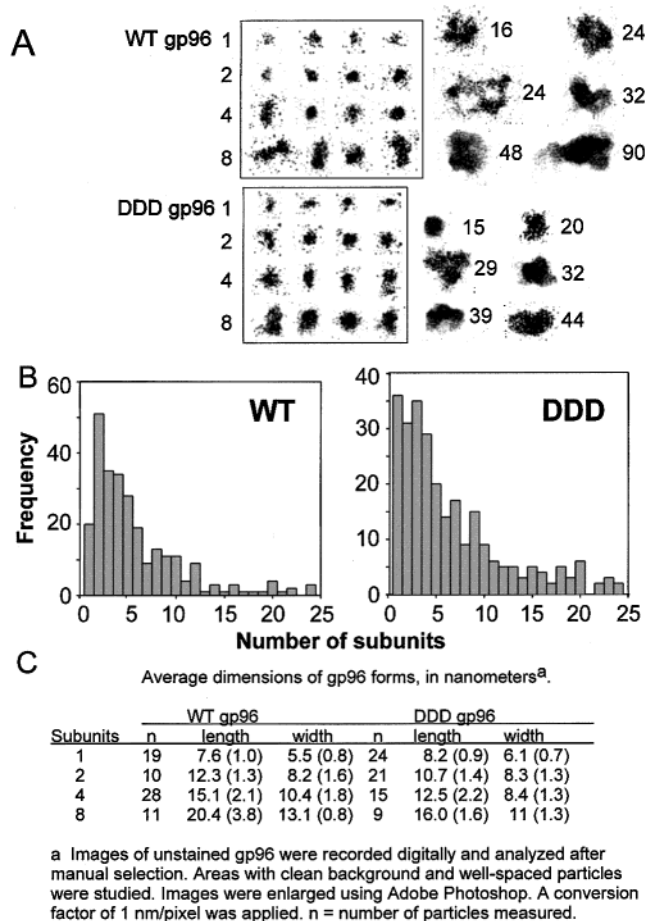 A
WT gp96 1
2
4
8
16
24
24
32
48
90
DDD gp96 1
2
4
8
15
20
29
32
39
44
B
60
40
20
0
Frequency
WT
0 5 10 15 20 25
40
35
30
25
20
15
10
5
0
DDD
0 5 10 15 20 25
Number of subunits
C
Average dimensions of gp96 forms, in nanometersa.
WT gp96 DDD gp96
Subunits n length width n length width
1 19 7.6 (1.0) 5.5 (0.8) 24 8.2 (0.9) 6.1 (0.7)
2 10 12.3 (1.3) 8.2 (1.6) 21 10.7 (1.4) 8.3 (1.3)
4 28 15.1 (2.1) 10.4 (1.8) 15 12.5 (2.2) 8.4 (1.3)
8 11 20.4 (3.8) 13.1 (0.8) 9 16.0 (1.6) 11 (1.3)
a Images of unstained gp96 were recorded digitally and analyzed after
manual selection. Areas with clean background and well-spaced particles
were studied. Images were enlarged using Adobe Photoshop. A conversion
factor of 1 nm/pixel was applied. n = number of particles measured.